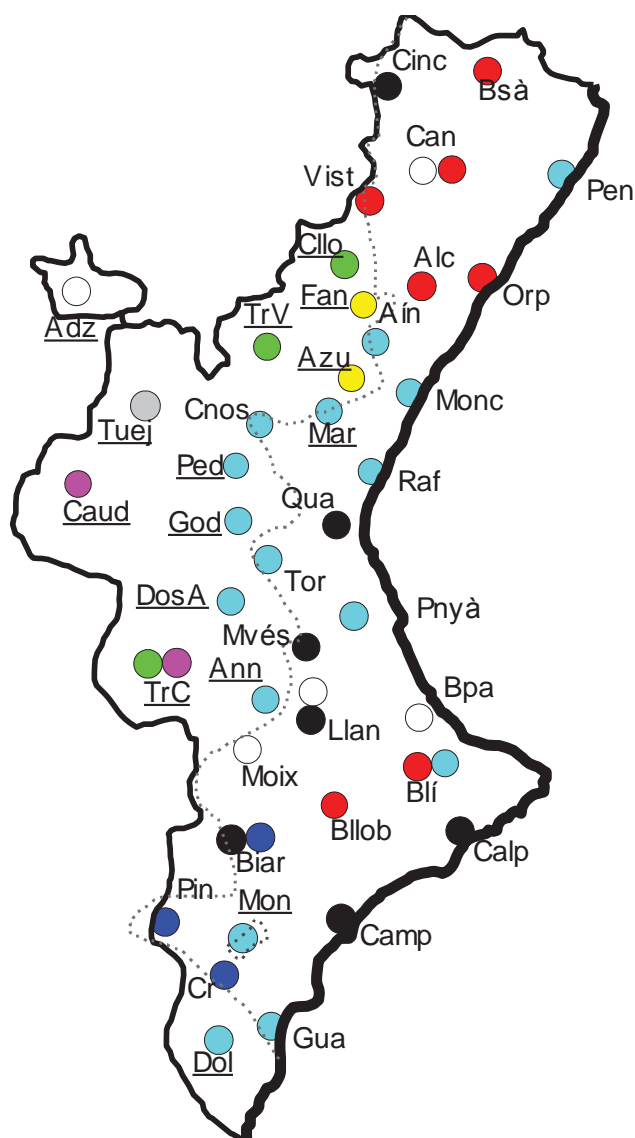 Cinc
Bsà
Can
Pen
Vist
Cllo
Alc
Orp
Fan
Adz
TrV
Aín
Azu
Monc
Cnos
Mar
Tuej
Ped
Raf
Qua
Caud
God
Tor
DosA
Pnyà
Mvés
Ann
TrC
Bpa
Llan
Moix
Blí
Bllob
Calp
Biar
Pin
Mon
Camp
Cr
Gua
Dol